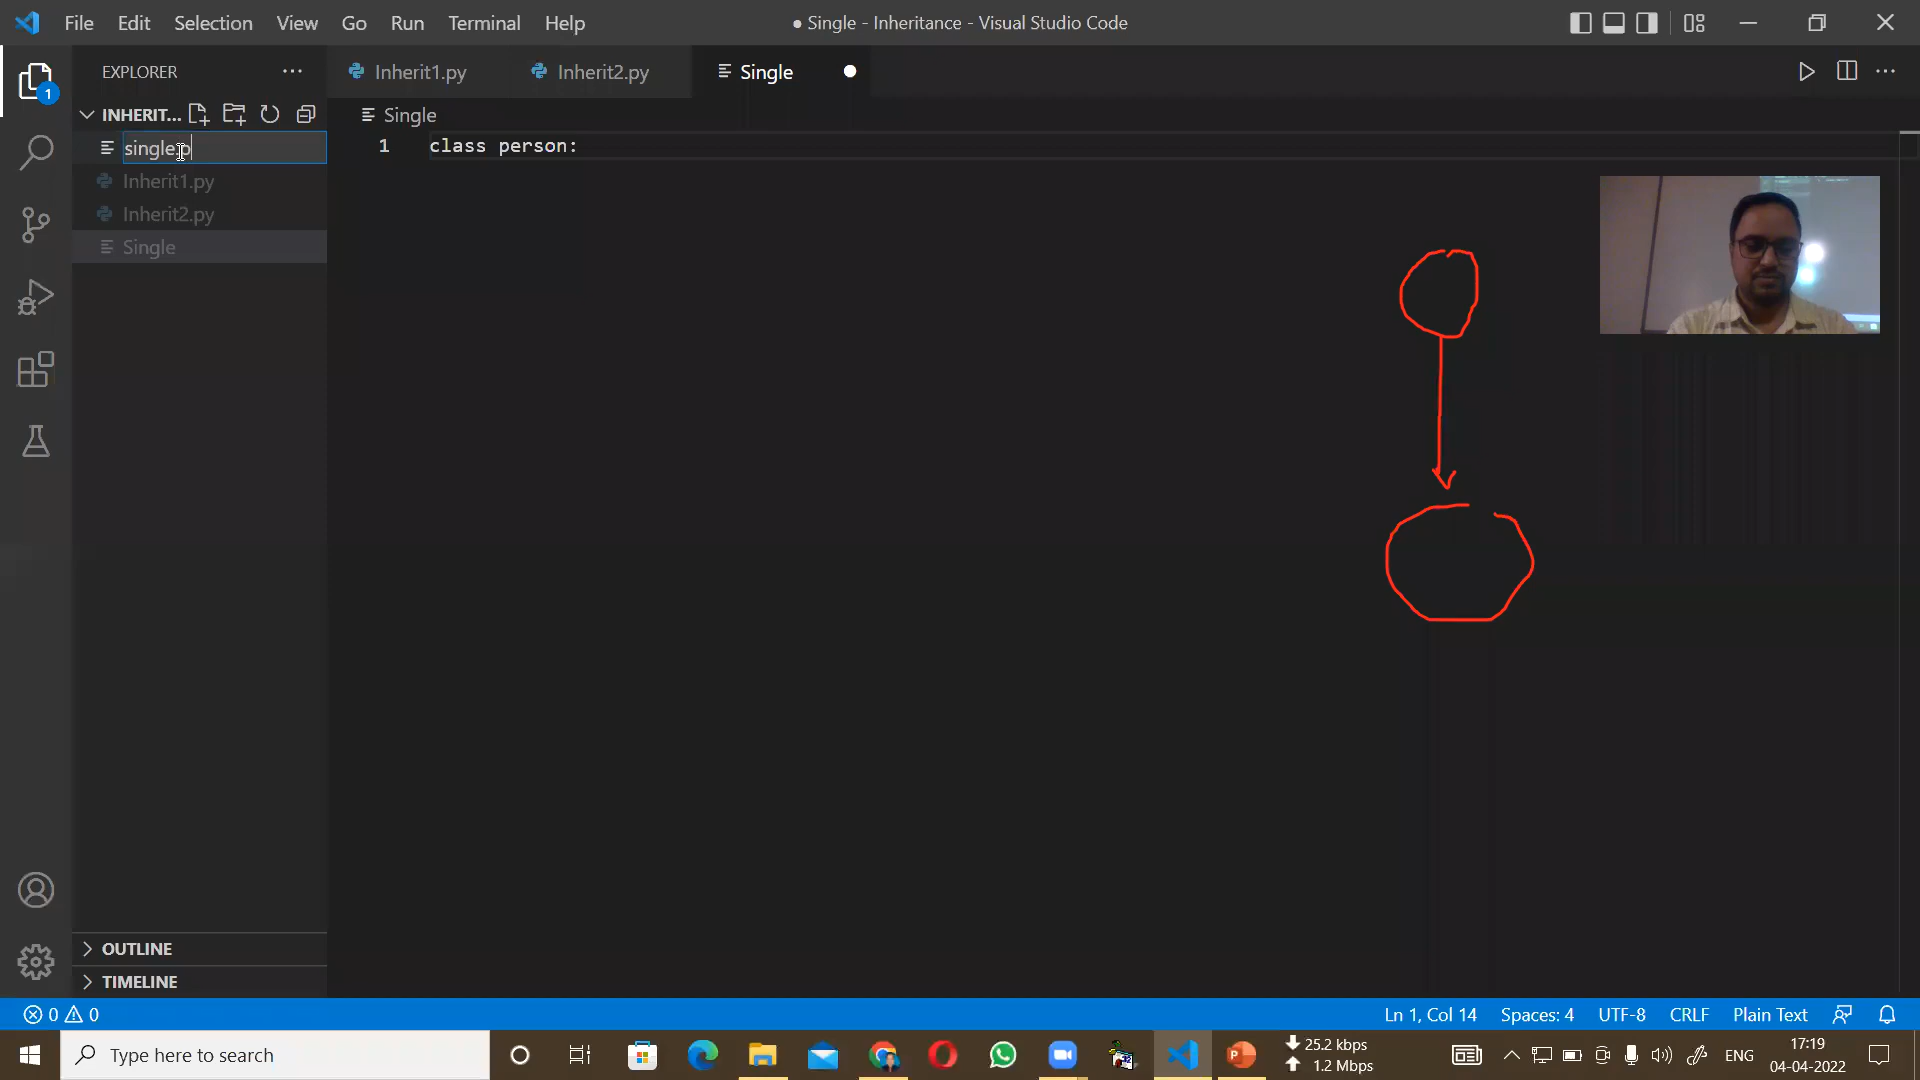 File Edit Selection View Go Run Terminal Help
● Single - Inheritance - Visual Studio Code
EXPLORER
Inherit1.py
Inherit2.py
Single
1
INHERIT...
Single
single.p
1 class person:
Inherit1.py
Inherit2.py
Single
OUTLINE
TIMELINE
0 0
Ln 1, Col 14
Spaces: 4
UTF-8
CRLF
Plain Text
Type here to search
25.2 kbps
1.2 Mbps
ENG
17:19
04-04-2022